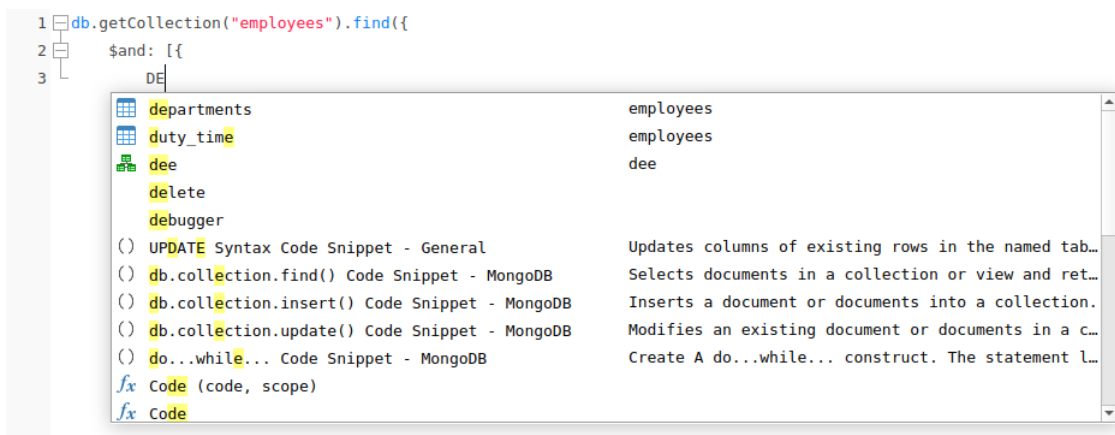 1 db.getCollection("employees").find({
2 $and: [{
3 DE
departments employees
duty_time employees
dee dee
delete
debugger
() UPDATE Syntax Code Snippet - General Updates columns of existing rows in the named tab…
() db.collection.find() Code Snippet - MongoDB Selects documents in a collection or view and ret…
() db.collection.insert() Code Snippet - MongoDB Inserts a document or documents into a collection.
() db.collection.update() Code Snippet - MongoDB Modifies an existing document or documents in a c…
() do...while... Code Snippet - MongoDB Create A do...while... construct. The statement l…
fx Code (code, scope)
fx Code